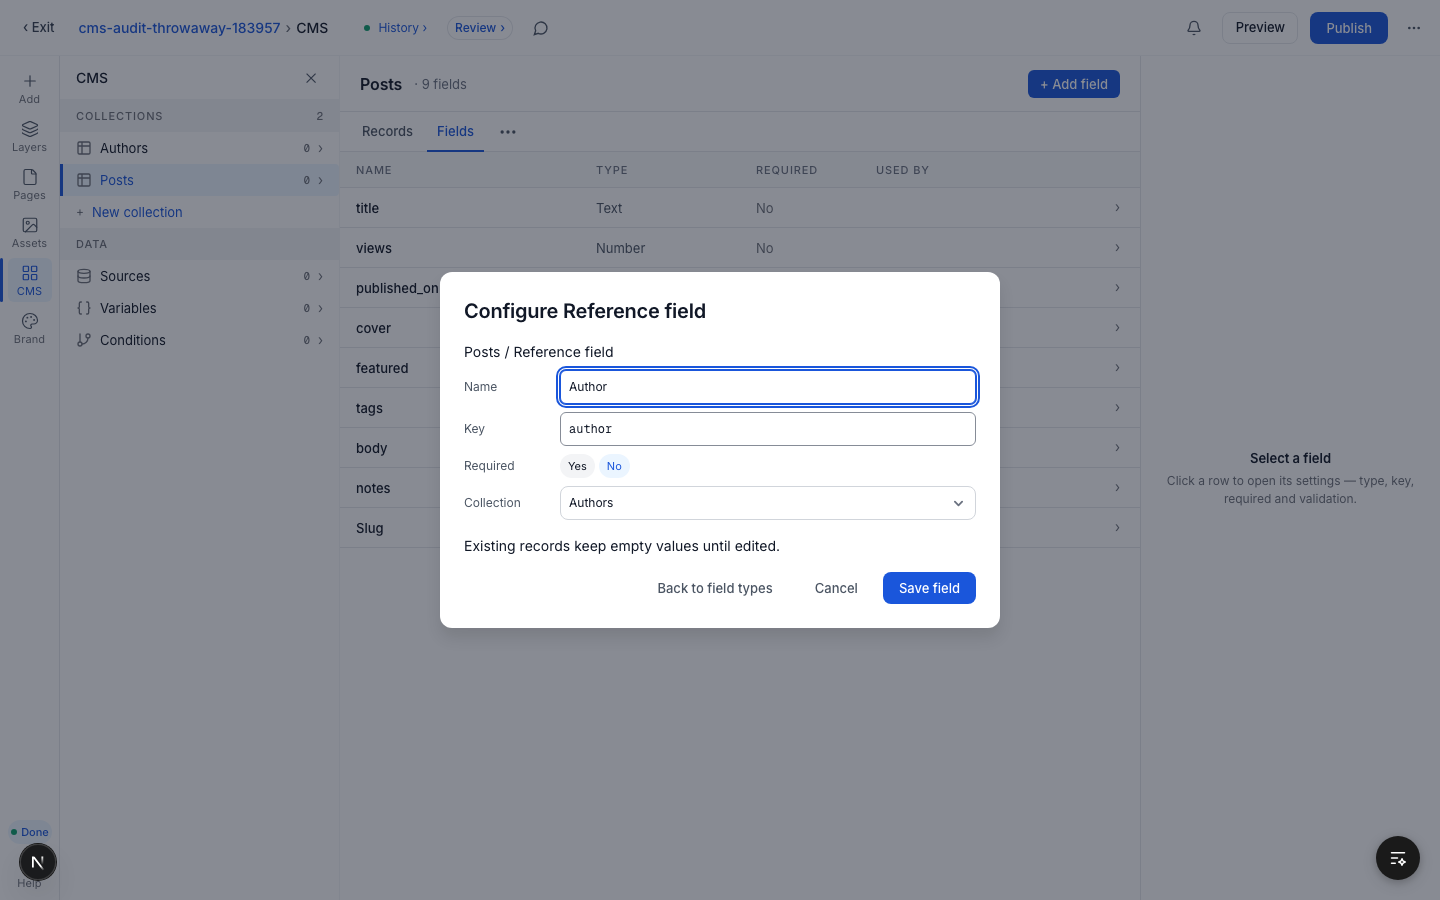 ‹ Exit
cms-audit-throwaway-183957 › CMS
History ›
Review ›
Preview
Publish
Add
Layers
Pages
Assets
CMS
Brand
Done
N
Help
CMS
COLLECTIONS 2
Authors 0 ›
Posts 0 ›
+ New collection
DATA
Sources 0 ›
Variables 0 ›
Conditions 0 ›
Posts · 9 fields
+ Add field
Records Fields
NAME TYPE REQUIRED USED BY
title Text No ›
views Number No ›
published_on ›
cover ›
featured ›
tags ›
body ›
notes ›
Slug ›
Configure Reference field
Posts / Reference field
Name Author
Key author
Required Yes No
Collection Authors
Existing records keep empty values until edited.
Back to field types Cancel Save field
Select a field
Click a row to open its settings — type, key,
required and validation.